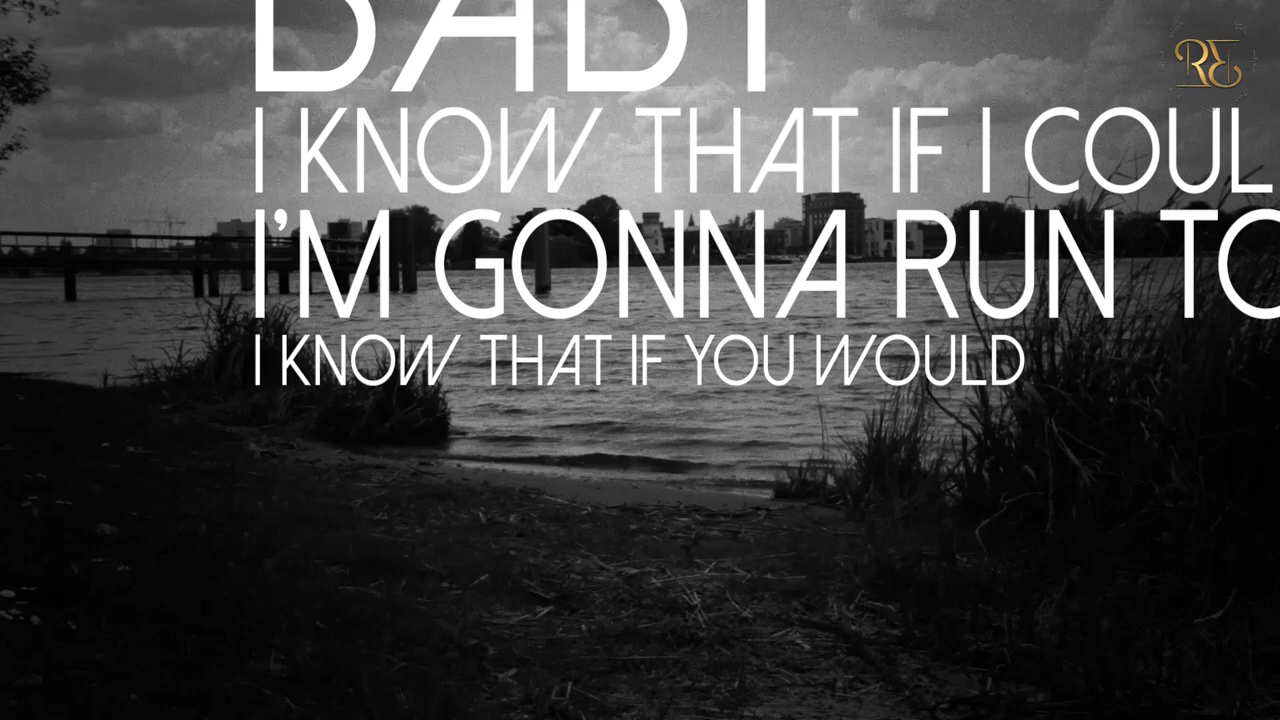 BABY
I KNOW THAT IF I COUL
I'M GONNA RUN TO
I KNOW THAT IF YOU WOULD